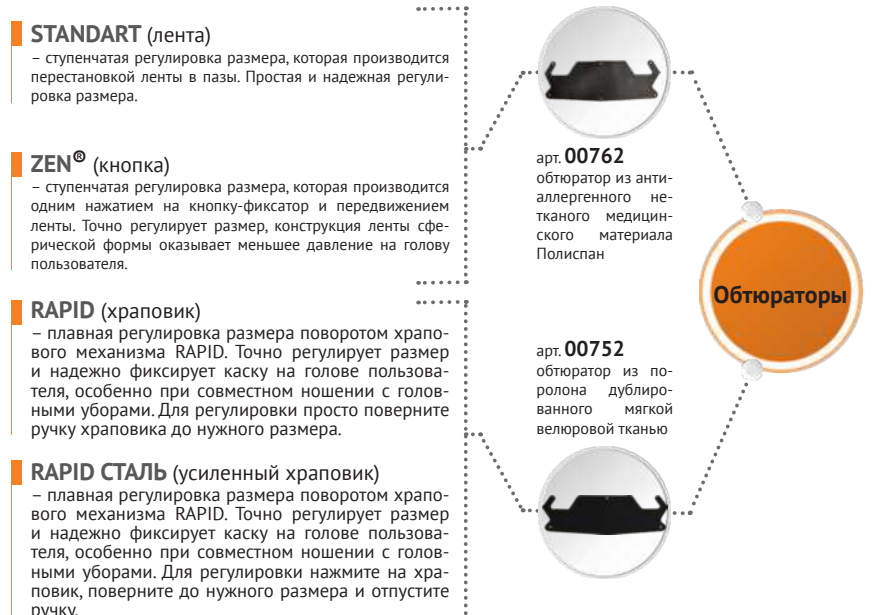 STANDART (лента)
– ступенчатая регулировка размера, которая производится
перестановкой ленты в пазы. Простая и надежная регули-
ровка размера.
ZEN® (кнопка)
– ступенчатая регулировка размера, которая производится
одним нажатием на кнопку-фиксатор и передвижением
ленты. Точно регулирует размер, конструкция ленты сфе-
рической формы оказывает меньшее давление на голову
пользователя.
RAPID (храповик)
– плавная регулировка размера поворотом храпо-
вого механизма RAPID. Точно регулирует размер
и надежно фиксирует каску на голове пользова-
теля, особенно при совместном ношении с голов-
ными уборами. Для регулировки просто поверните
ручку храповика до нужного размера.
RAPID СТАЛЬ (усиленный храповик)
– плавная регулировка размера поворотом храпо-
вого механизма RAPID. Точно регулирует размер
и надежно фиксирует каску на голове пользова-
теля, особенно при совместном ношении с голов-
ными уборами. Для регулировки нажмите на хра-
повик, поверните до нужного размера и отпустите
ручку.
арт. 00762
обтюратор из анти-
аллергенного не-
тканого медицин-
ского материала
Полиспан
арт. 00752
обтюратор из по-
ролона дублиро-
ванного мягкой
велюровой тканью
Обтюраторы